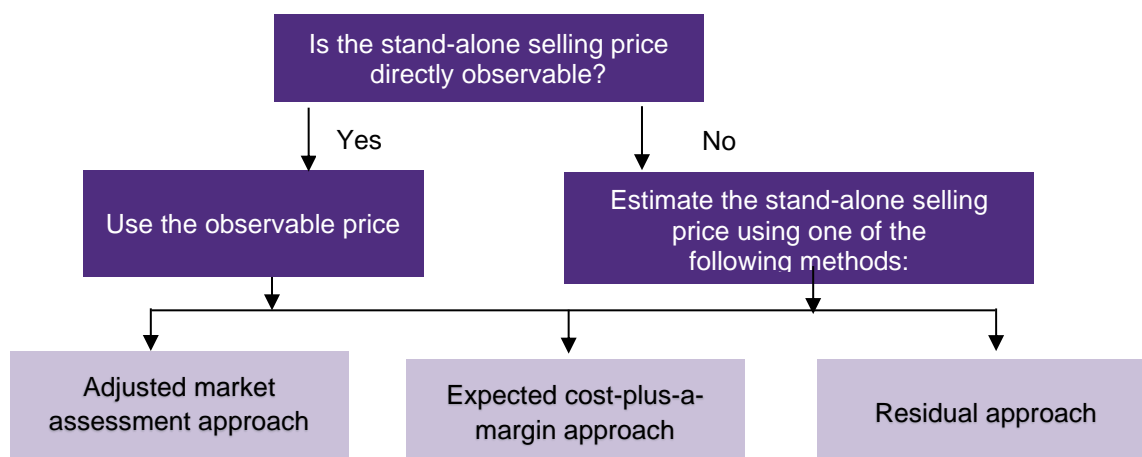 Is the stand-alone selling price
directly observable?
Yes
No
Use the observable price
Estimate the stand-alone selling
price using one of the
following methods:
Adjusted market
assessment approach
Expected cost-plus-a-
margin approach
Residual approach